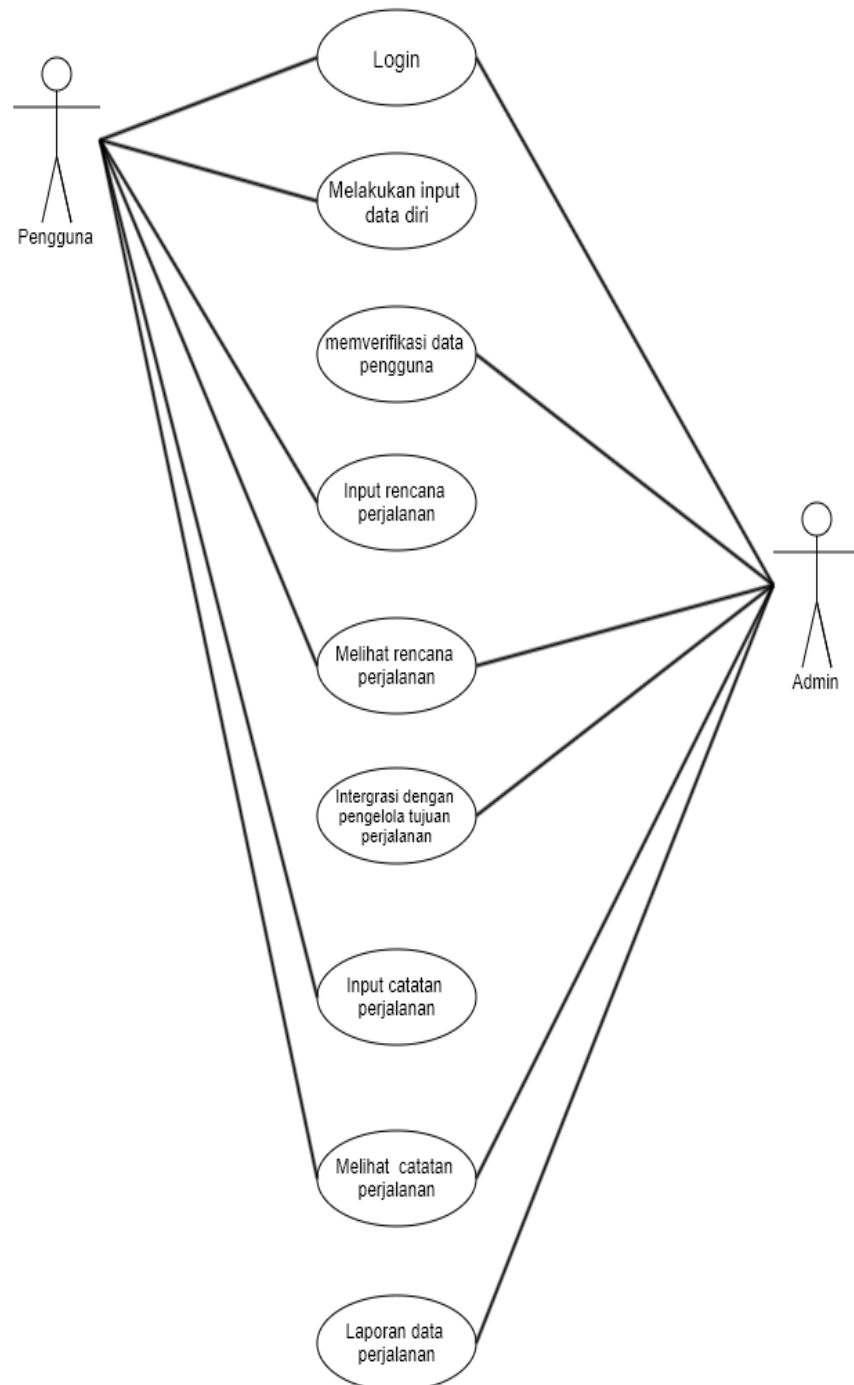 Login
Pengguna
Melakukan input
data diri
memverifikasi data
pengguna
Input rencana
perjalanan
Melihat rencana
perjalanan
Admin
Intergrasi dengan
pengelola tujuan
perjalanan
Input catatan
perjalanan
Melihat catatan
perjalanan
Laporan data
perjalanan